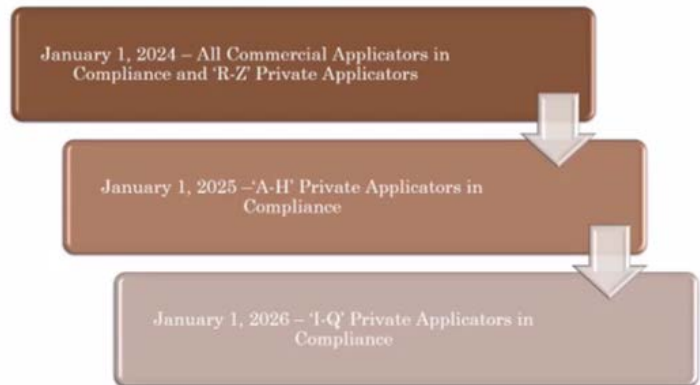 January 1, 2024 – All Commercial Applicators in
Compliance and ‘R-Z’ Private Applicators
January 1, 2025 –‘A-H’ Private Applicators in
Compliance
January 1, 2026 – ‘I-Q’ Private Applicators in
Compliance